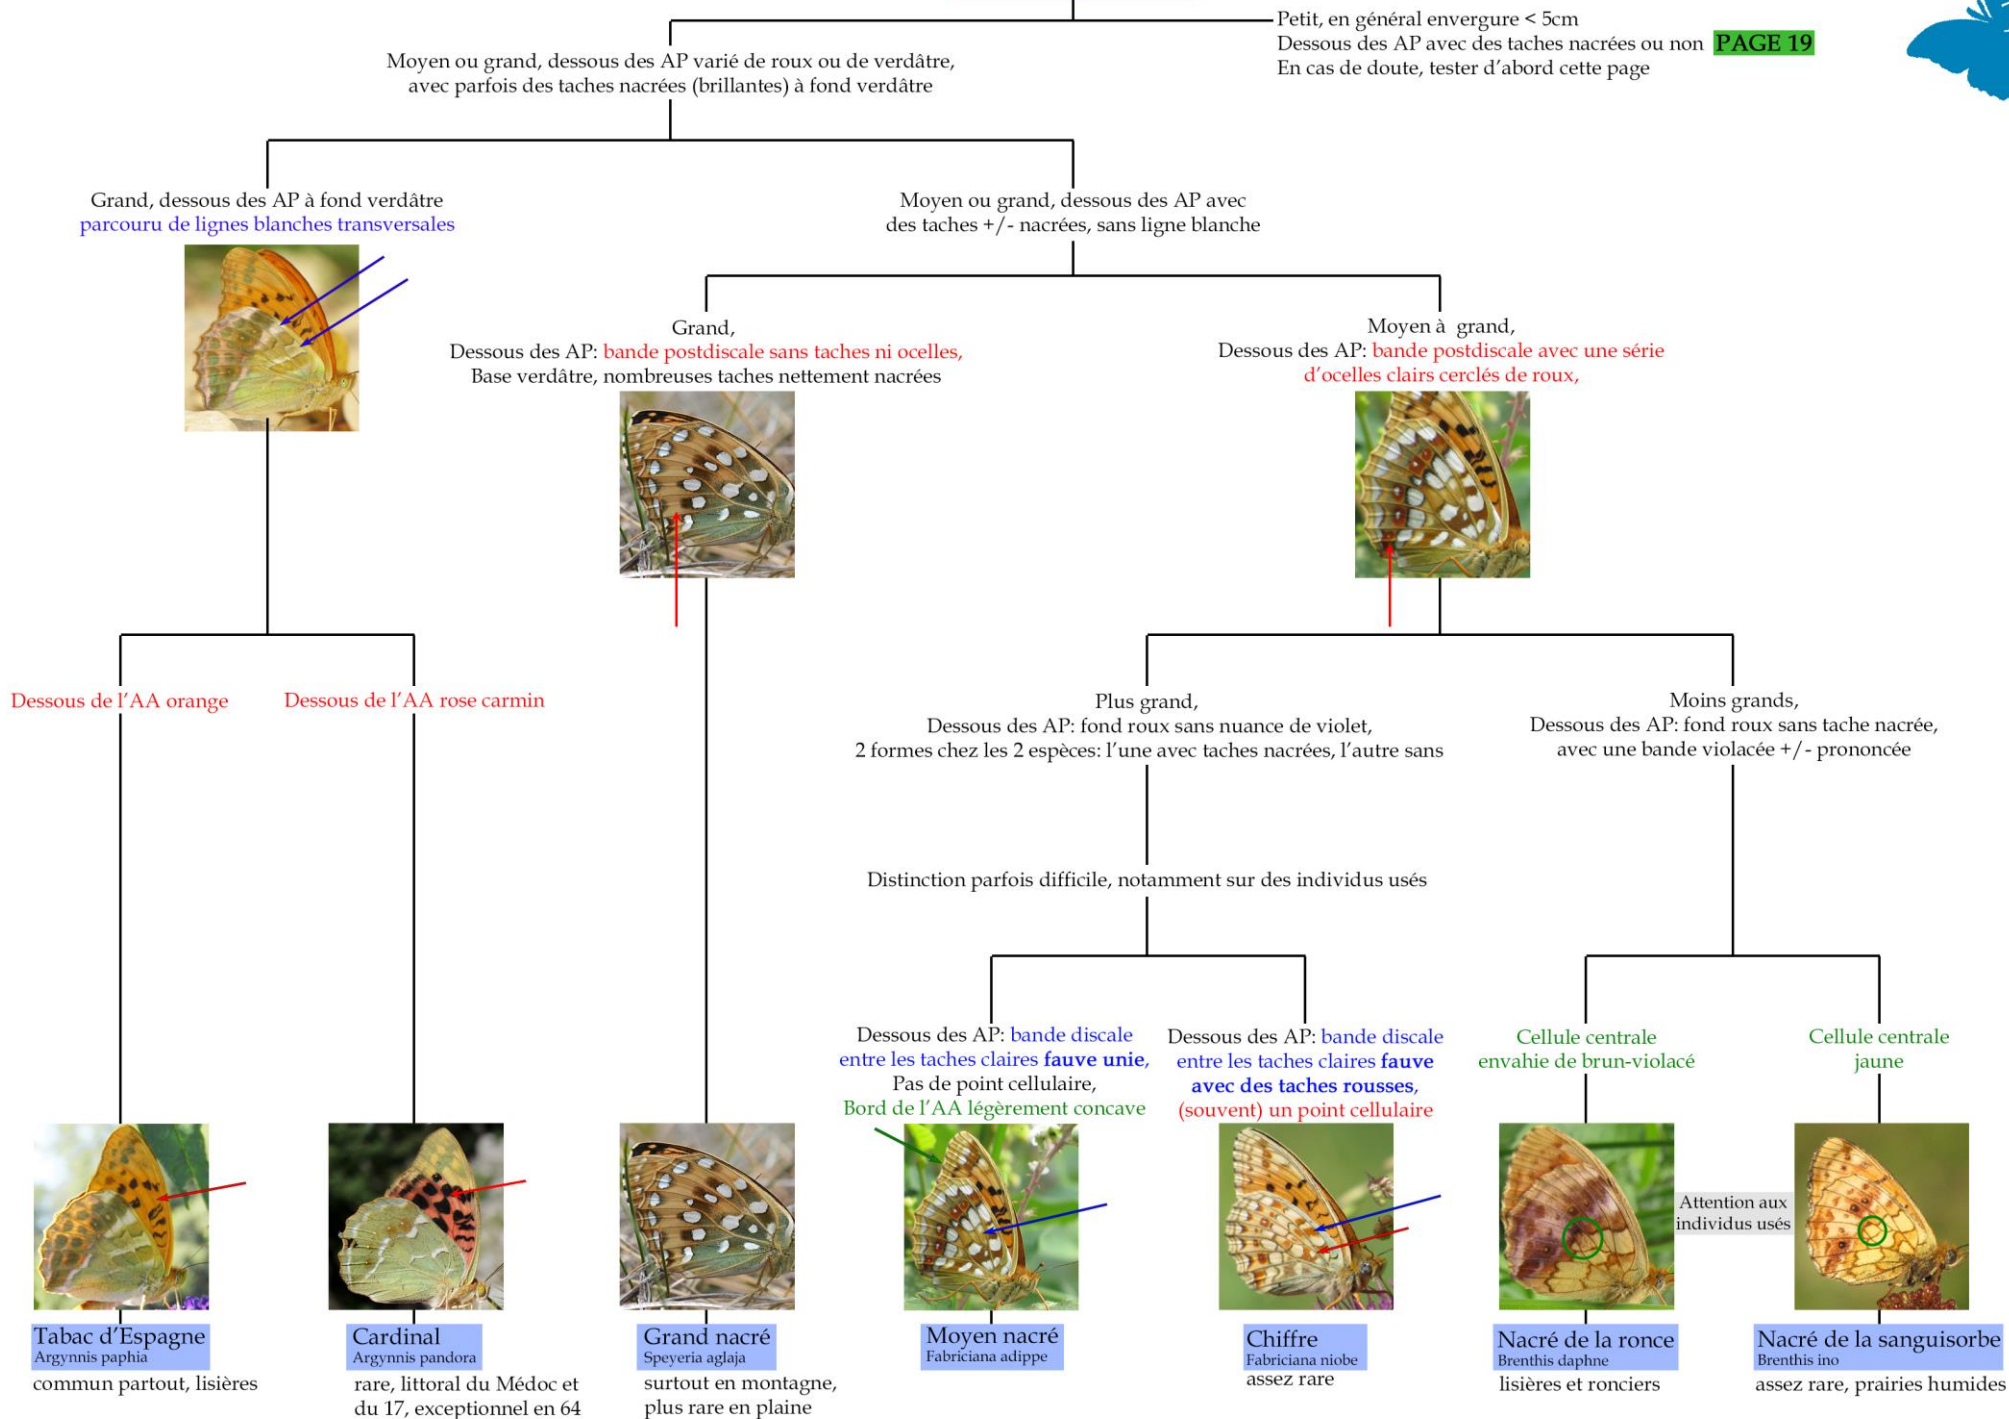 Petit, en général envergure < 5cm
Dessous des AP avec des taches nacrées ou non PAGE 19
En cas de doute, tester d'abord cette page
Moyen ou grand, dessous des AP varié de roux ou de verdâtre,
avec parfois des taches nacrées (brillantes) à fond verdâtre
Grand, dessous des AP à fond verdâtre
parcouru de lignes blanches transversales
Moyen ou grand, dessous des AP avec
des taches +/- nacrées, sans ligne blanche
Grand,
Dessous des AP: bande postdiscale sans taches ni ocelles,
Base verdâtre, nombreuses taches nettement nacrées
Moyen à grand,
Dessous des AP: bande postdiscale avec une série
d'ocelles clairs cerclés de roux,
Dessous de l'AA orange
Dessous de l'AA rose carmin
Plus grand,
Dessous des AP: fond roux sans nuance de violet,
2 formes chez les 2 espèces: l'une avec taches nacrées, l'autre sans
Moins grands,
Dessous des AP: fond roux sans tache nacrée,
avec une bande violacée +/- prononcée
Distinction parfois difficile, notamment sur des individus usés
Dessous des AP: bande discale
entre les taches claires fauve unie,
Pas de point cellulaire,
Bord de l'AA légèrement concave
Dessous des AP: bande discale
entre les taches claires fauve
avec des taches rousses,
(souvent) un point cellulaire
Cellule centrale
envahie de brun-violacé
Cellule centrale
jaune
Attention aux
individus usés
Tabac d'Espagne
Argynnis paphia
commun partout, lisières
Cardinal
Argynnis pandora
rare, littoral du Médoc et
du 17, exceptionnel en 64
Grand nacré
Speyeria aglaja
surtout en montagne,
plus rare en plaine
Moyen nacré
Fabriciana adippe
Chiffre
Fabriciana niobe
assez rare
Nacré de la ronce
Brenthis daphne
lisières et ronciers
Nacré de la sanguisorbe
Brenthis ino
assez rare, prairies humides